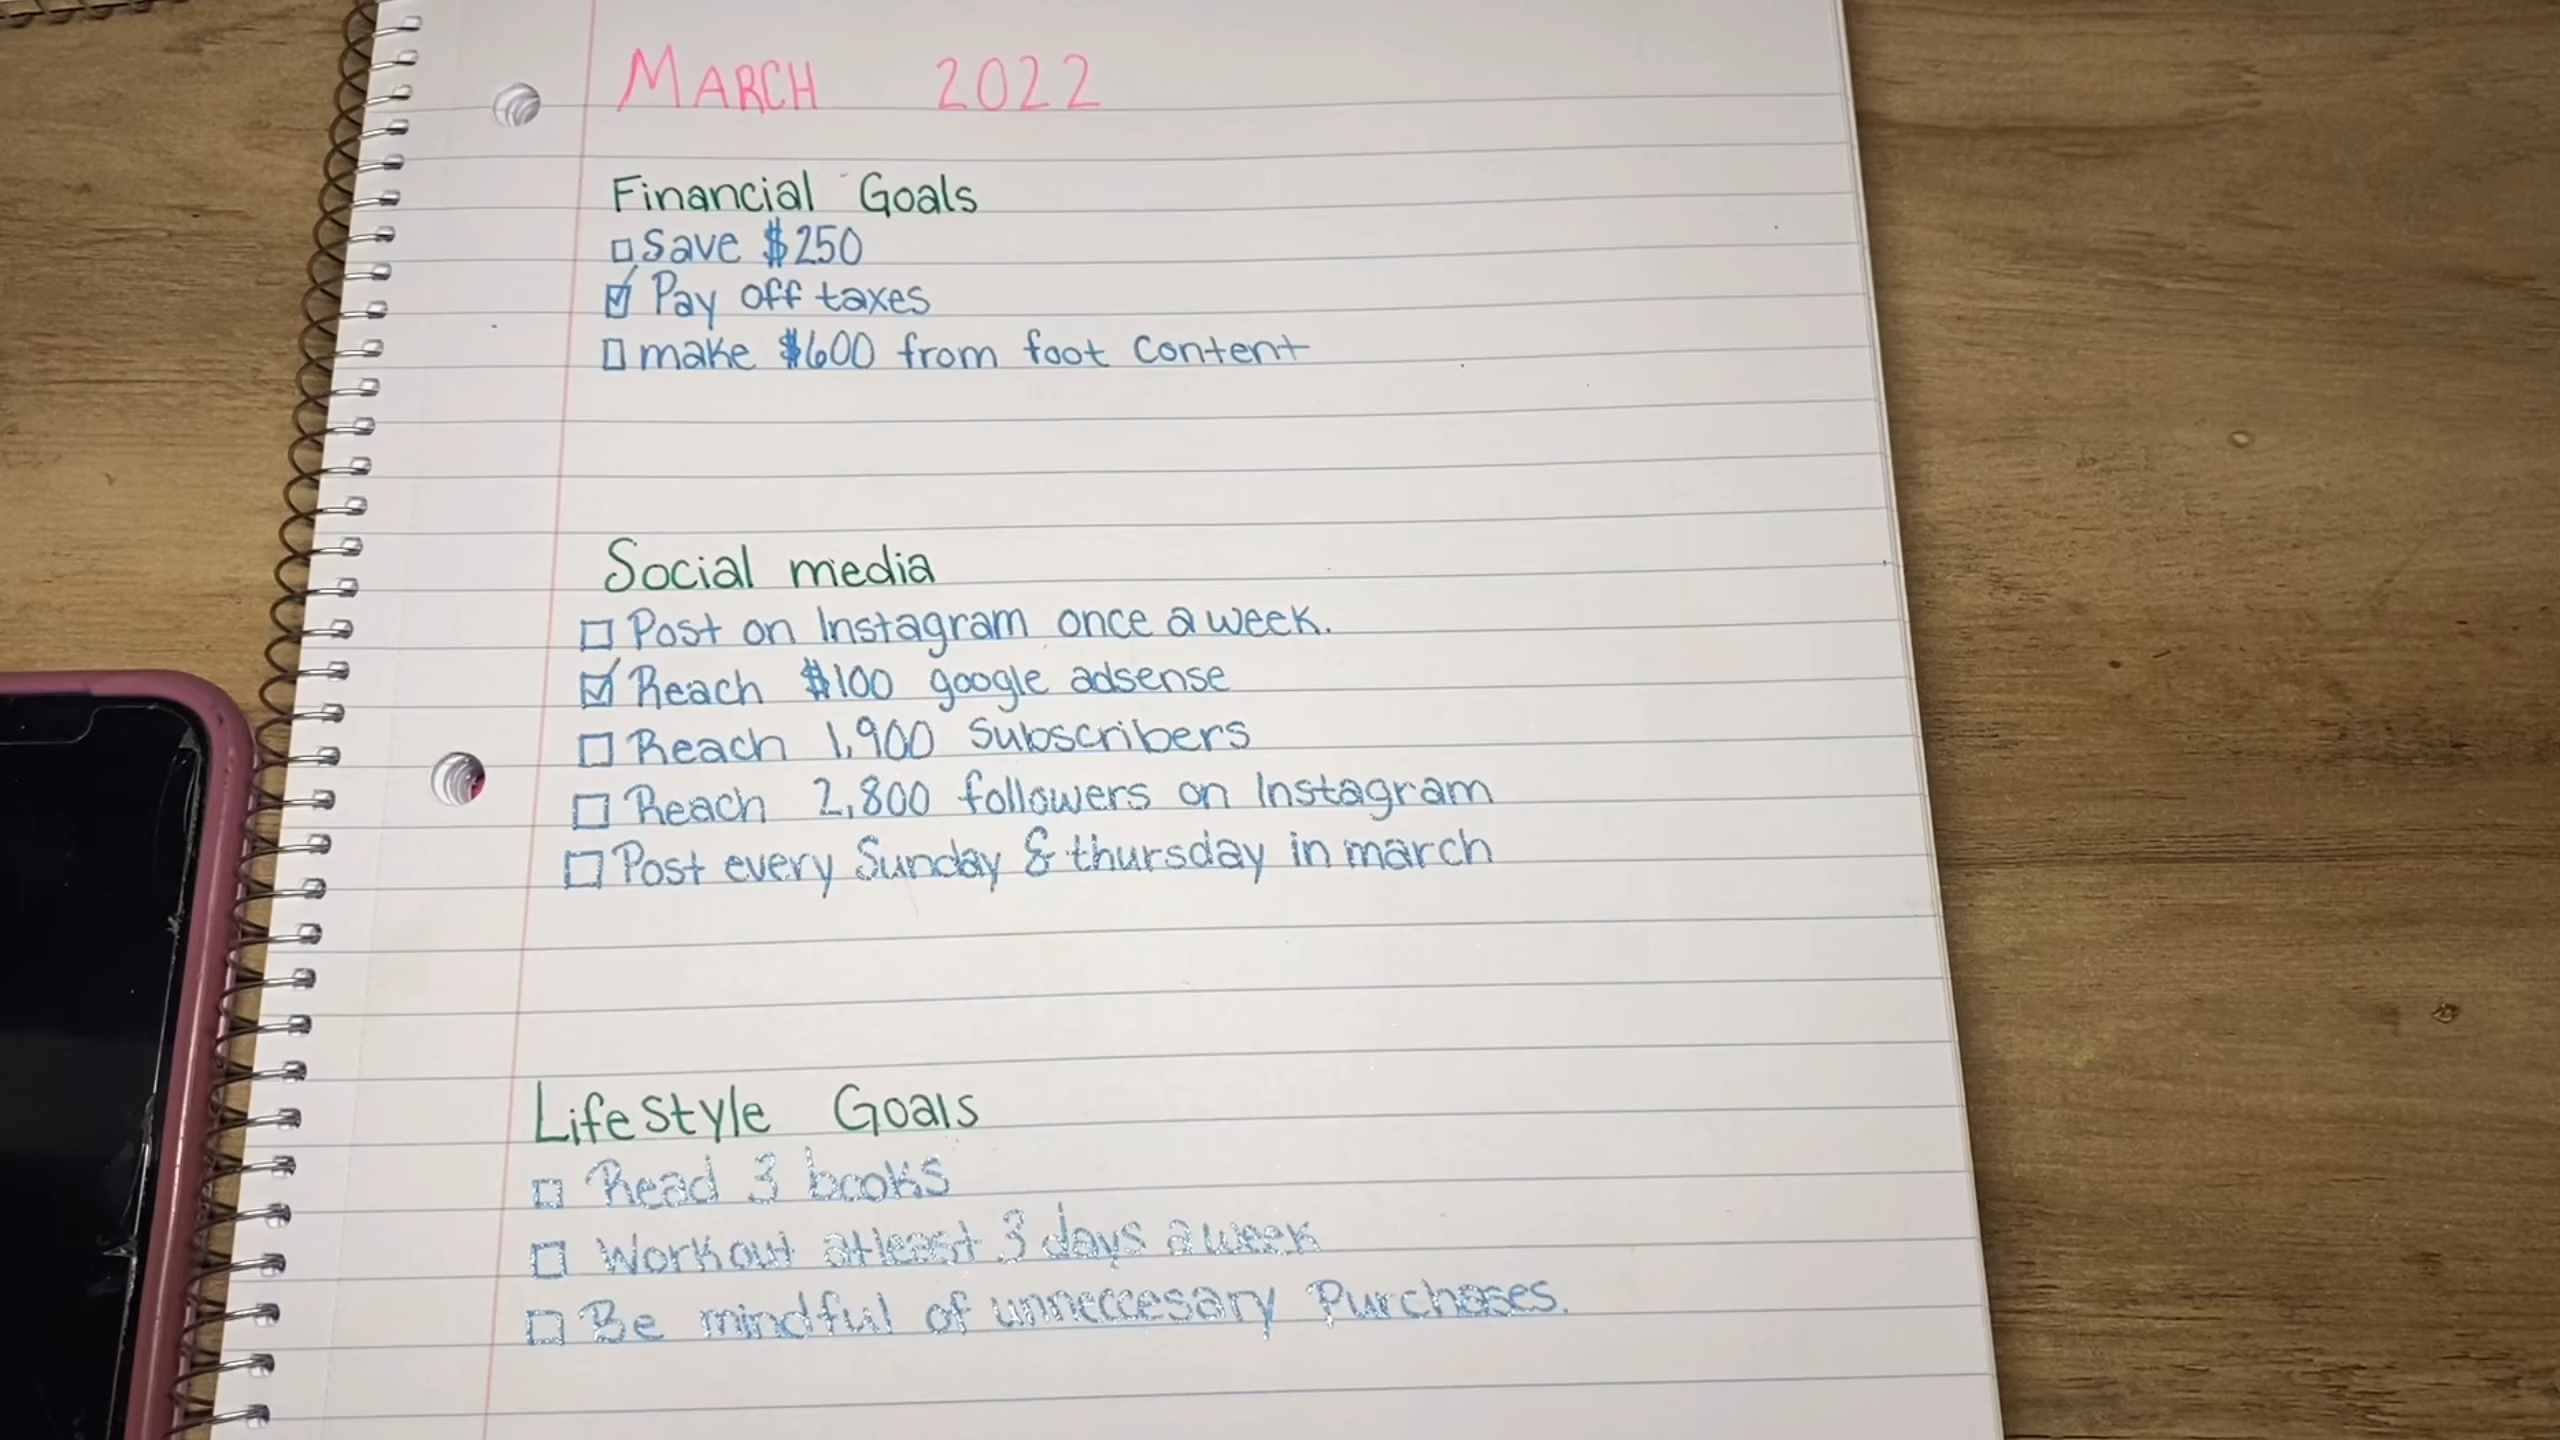 MARCH 2022
Financial Goals
Save $250
Pay off taxes
make $600 from foot content
Social media
Post on Instagram once a week.
Reach $100 google adsense
Reach 1,900 Subscribers
Reach 2,800 followers on Instagram
Post every Sunday & thursday in march
Lifestyle Goals
Read 3 books
Workout atleast 3 days a week
Be mindful of unneccesary Purchases.